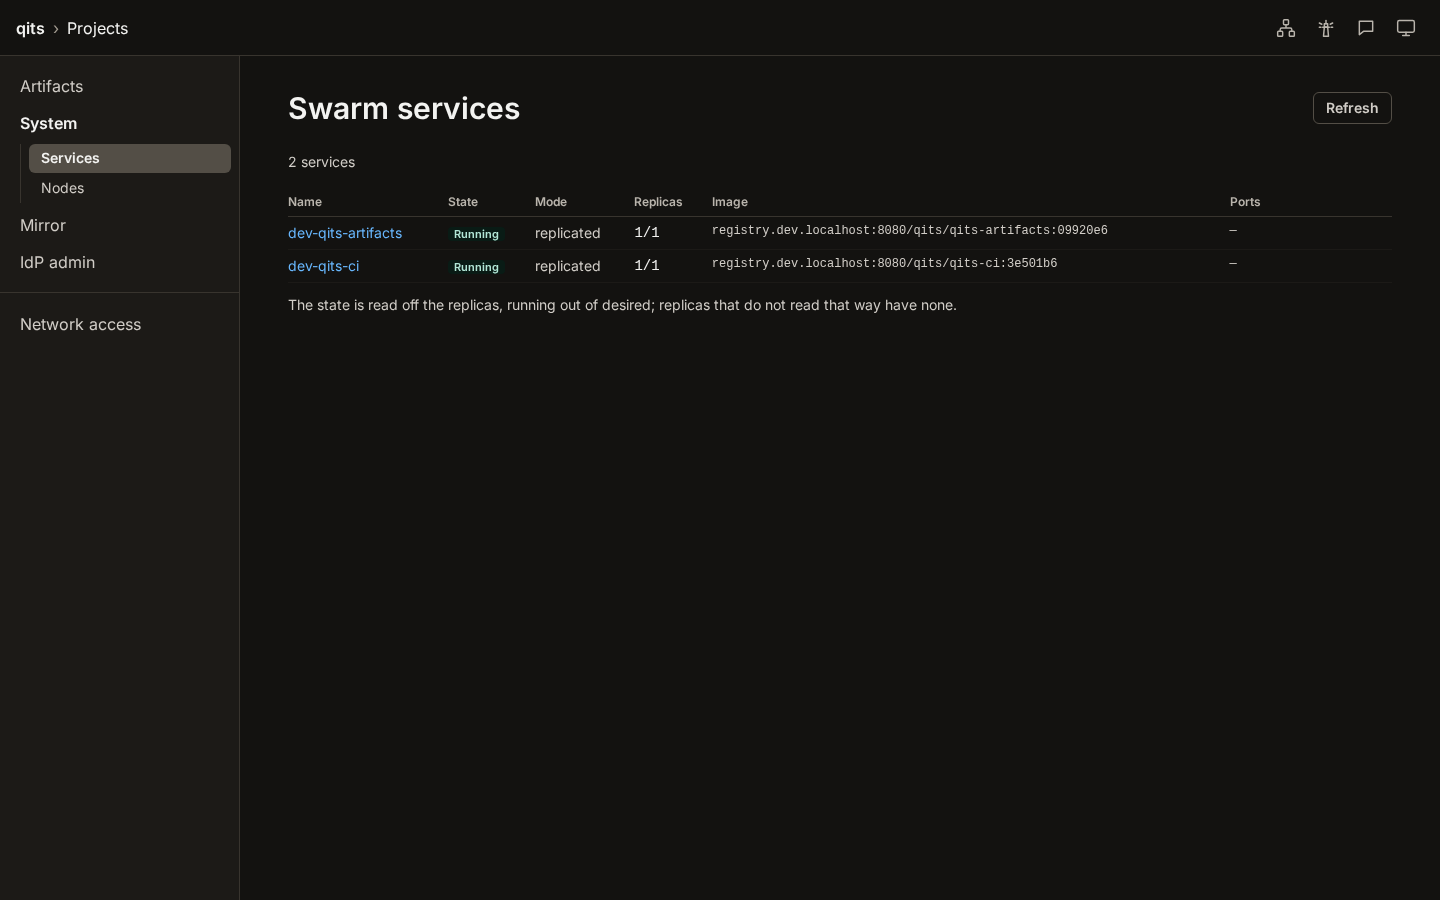 qits › Projects
Artifacts
System
Services
Nodes
Mirror
IdP admin
Network access
Swarm services
Refresh
2 services
Name State Mode Replicas Image Ports
dev-qits-artifacts Running replicated 1/1 registry.dev.localhost:8080/qits/qits-artifacts:09920e6 —
dev-qits-ci Running replicated 1/1 registry.dev.localhost:8080/qits/qits-ci:3e501b6 —
The state is read off the replicas, running out of desired; replicas that do not read that way have none.